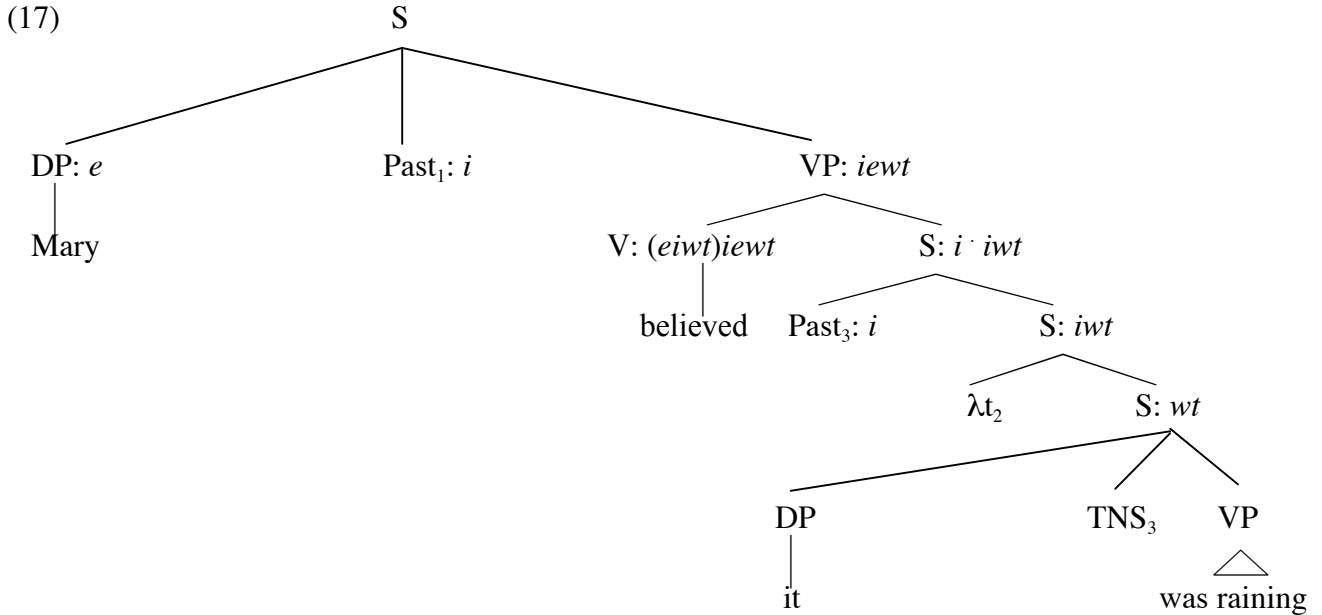 (17) S
DP: e Past₁: i VP: iewt
Mary V: (eiwt)iewt S: i ˙ iwt
believed Past₃: i S: iwt
λt₂ S: wt
DP TNS₃ VP
it was raining